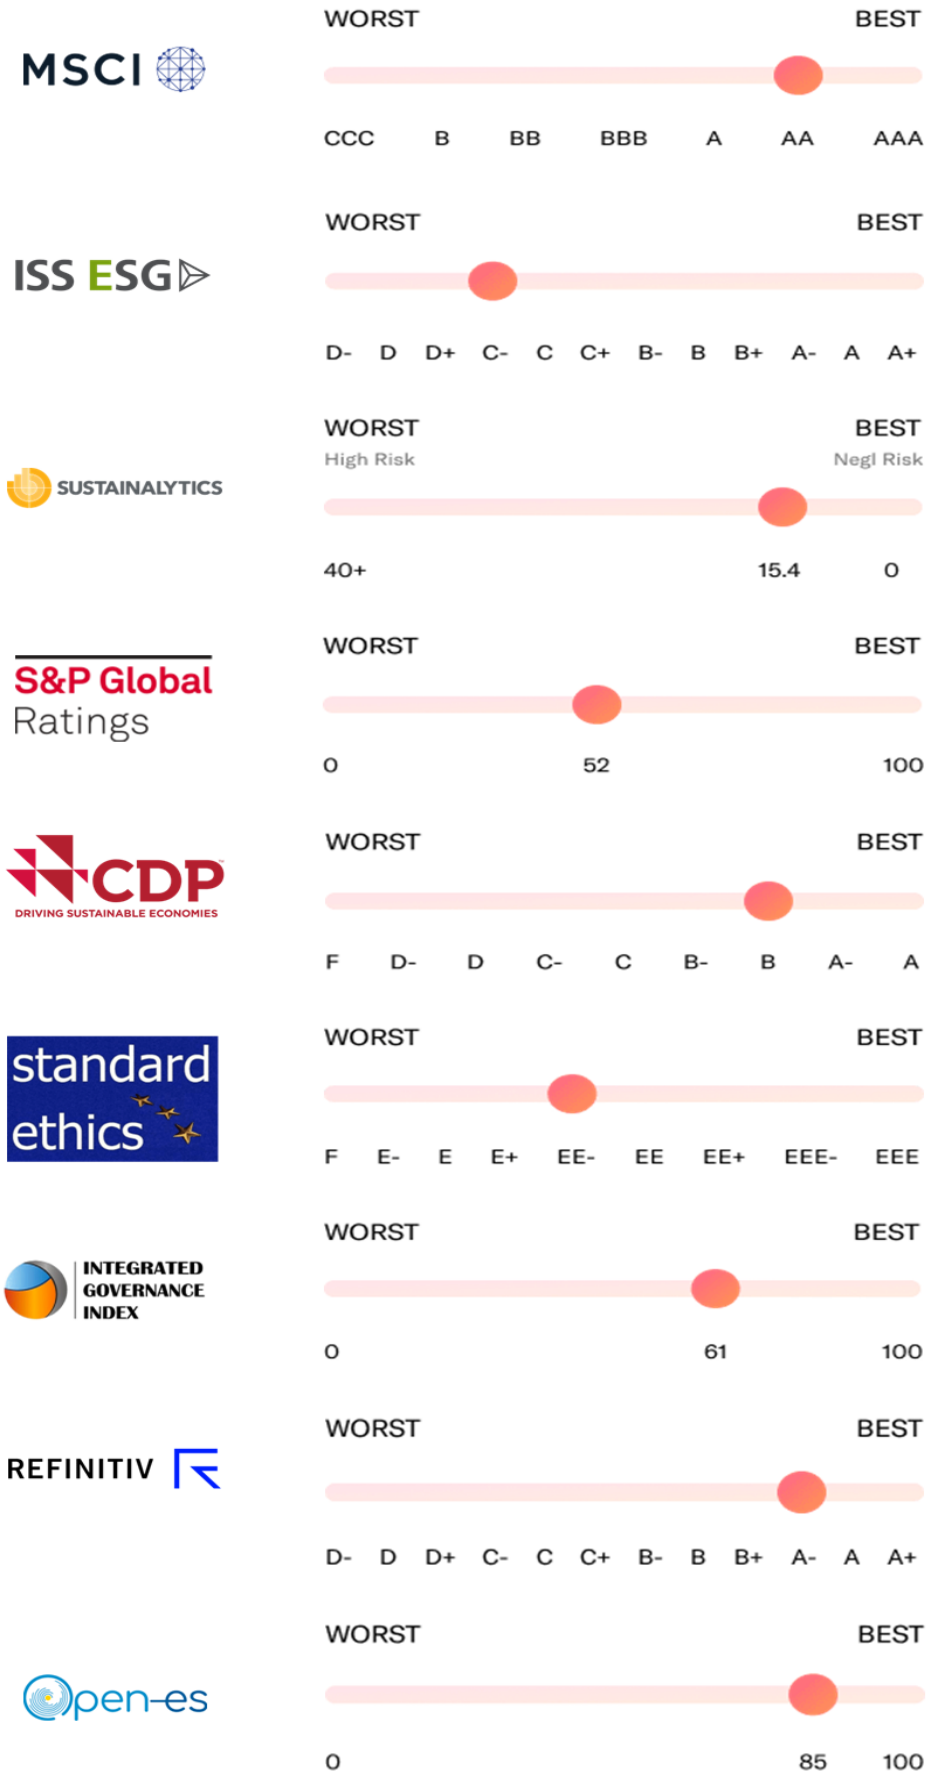 WORST BEST
MSCI
CCC B BB BBB A AA AAA
WORST BEST
ISS ESG
D- D D+ C- C C+ B- B B+ A- A A+
WORST BEST
High Risk Negl Risk
SUSTAINALYTICS
40+ 15.4 0
WORST BEST
S&P Global
Ratings
0 52 100
WORST BEST
CDP
DRIVING SUSTAINABLE ECONOMIES
F D- D C- C B- B A- A
WORST BEST
standard
ethics
F E- E E+ EE- EE EE+ EEE- EEE
WORST BEST
INTEGRATED
GOVERNANCE
INDEX
0 61 100
WORST BEST
REFINITIV
D- D D+ C- C C+ B- B B+ A- A A+
WORST BEST
Open-es
0 85 100